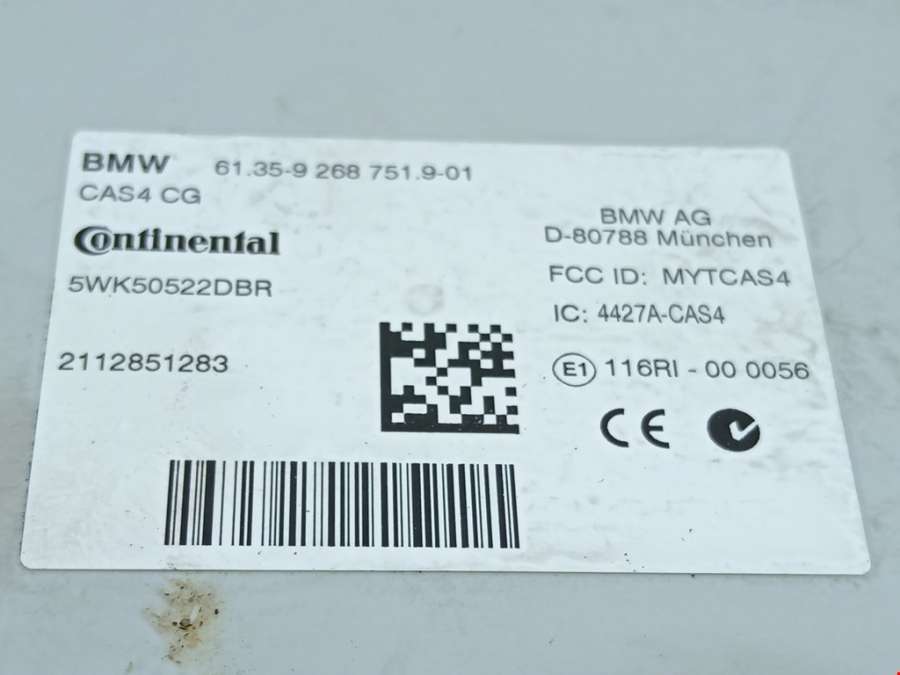 BMW 61.35-9 268 751.9-01
CAS4 CG
Continental
5WK50522DBR
2112851283
BMW AG
D-80788 München
FCC ID: MYTCAS4
IC: 4427A-CAS4
E1 116RI - 00 0056
CE